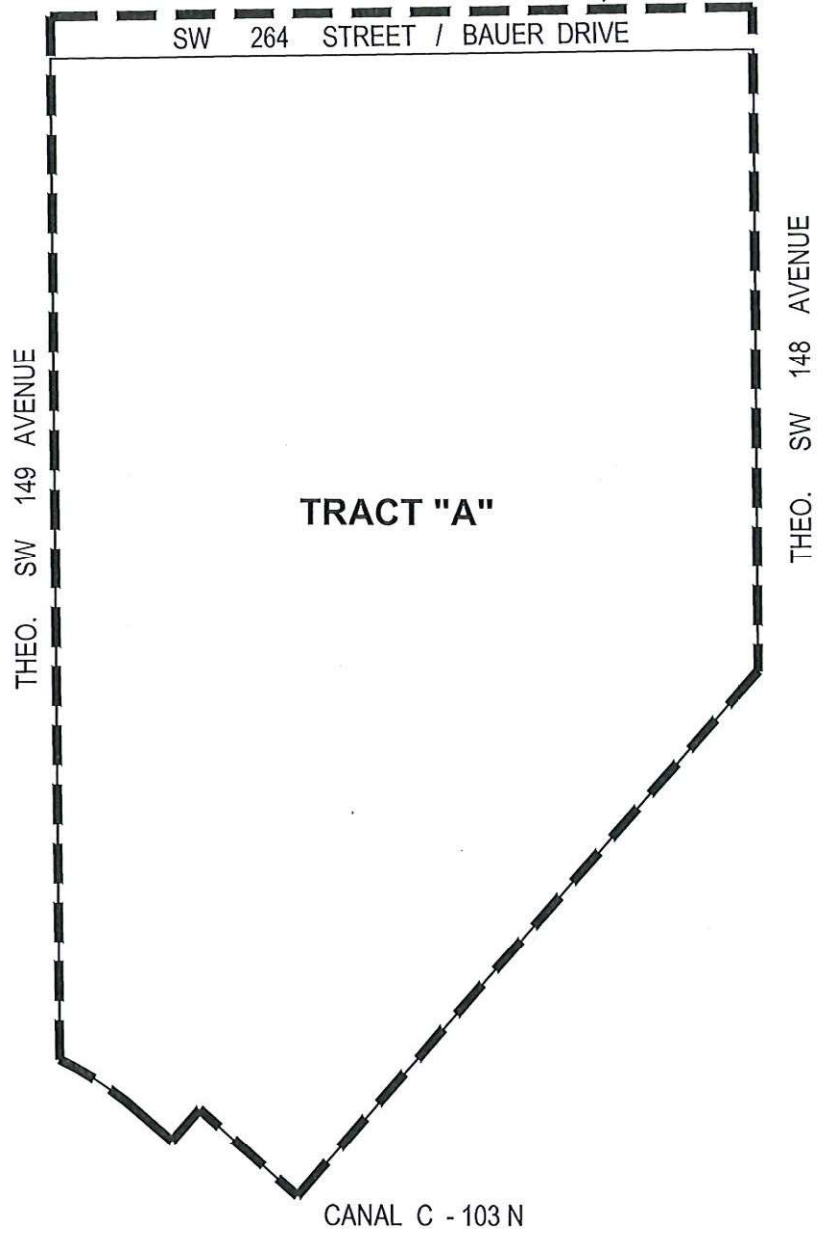 SW 264 STREET / BAUER DRIVE
THEO. SW 149 AVENUE
THEO. SW 148 AVENUE
TRACT "A"
CANAL C - 103 N